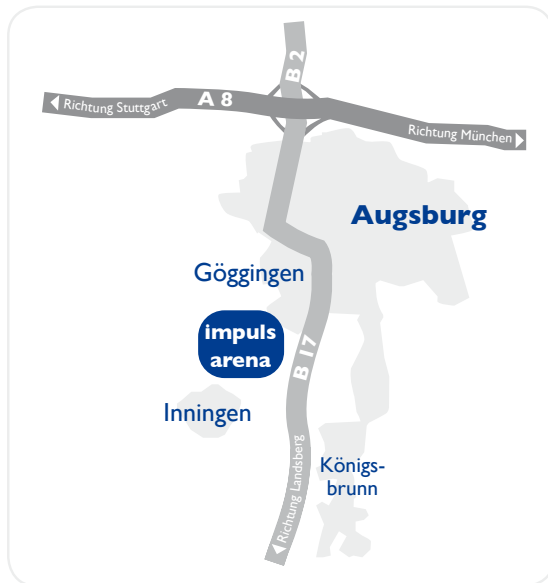 B 2
A 8
Richtung Stuttgart
Richtung München
Augsburg
Göggingen
impuls
arena
B 17
Inningen
Königs-
brunn
Richtung Landsberg